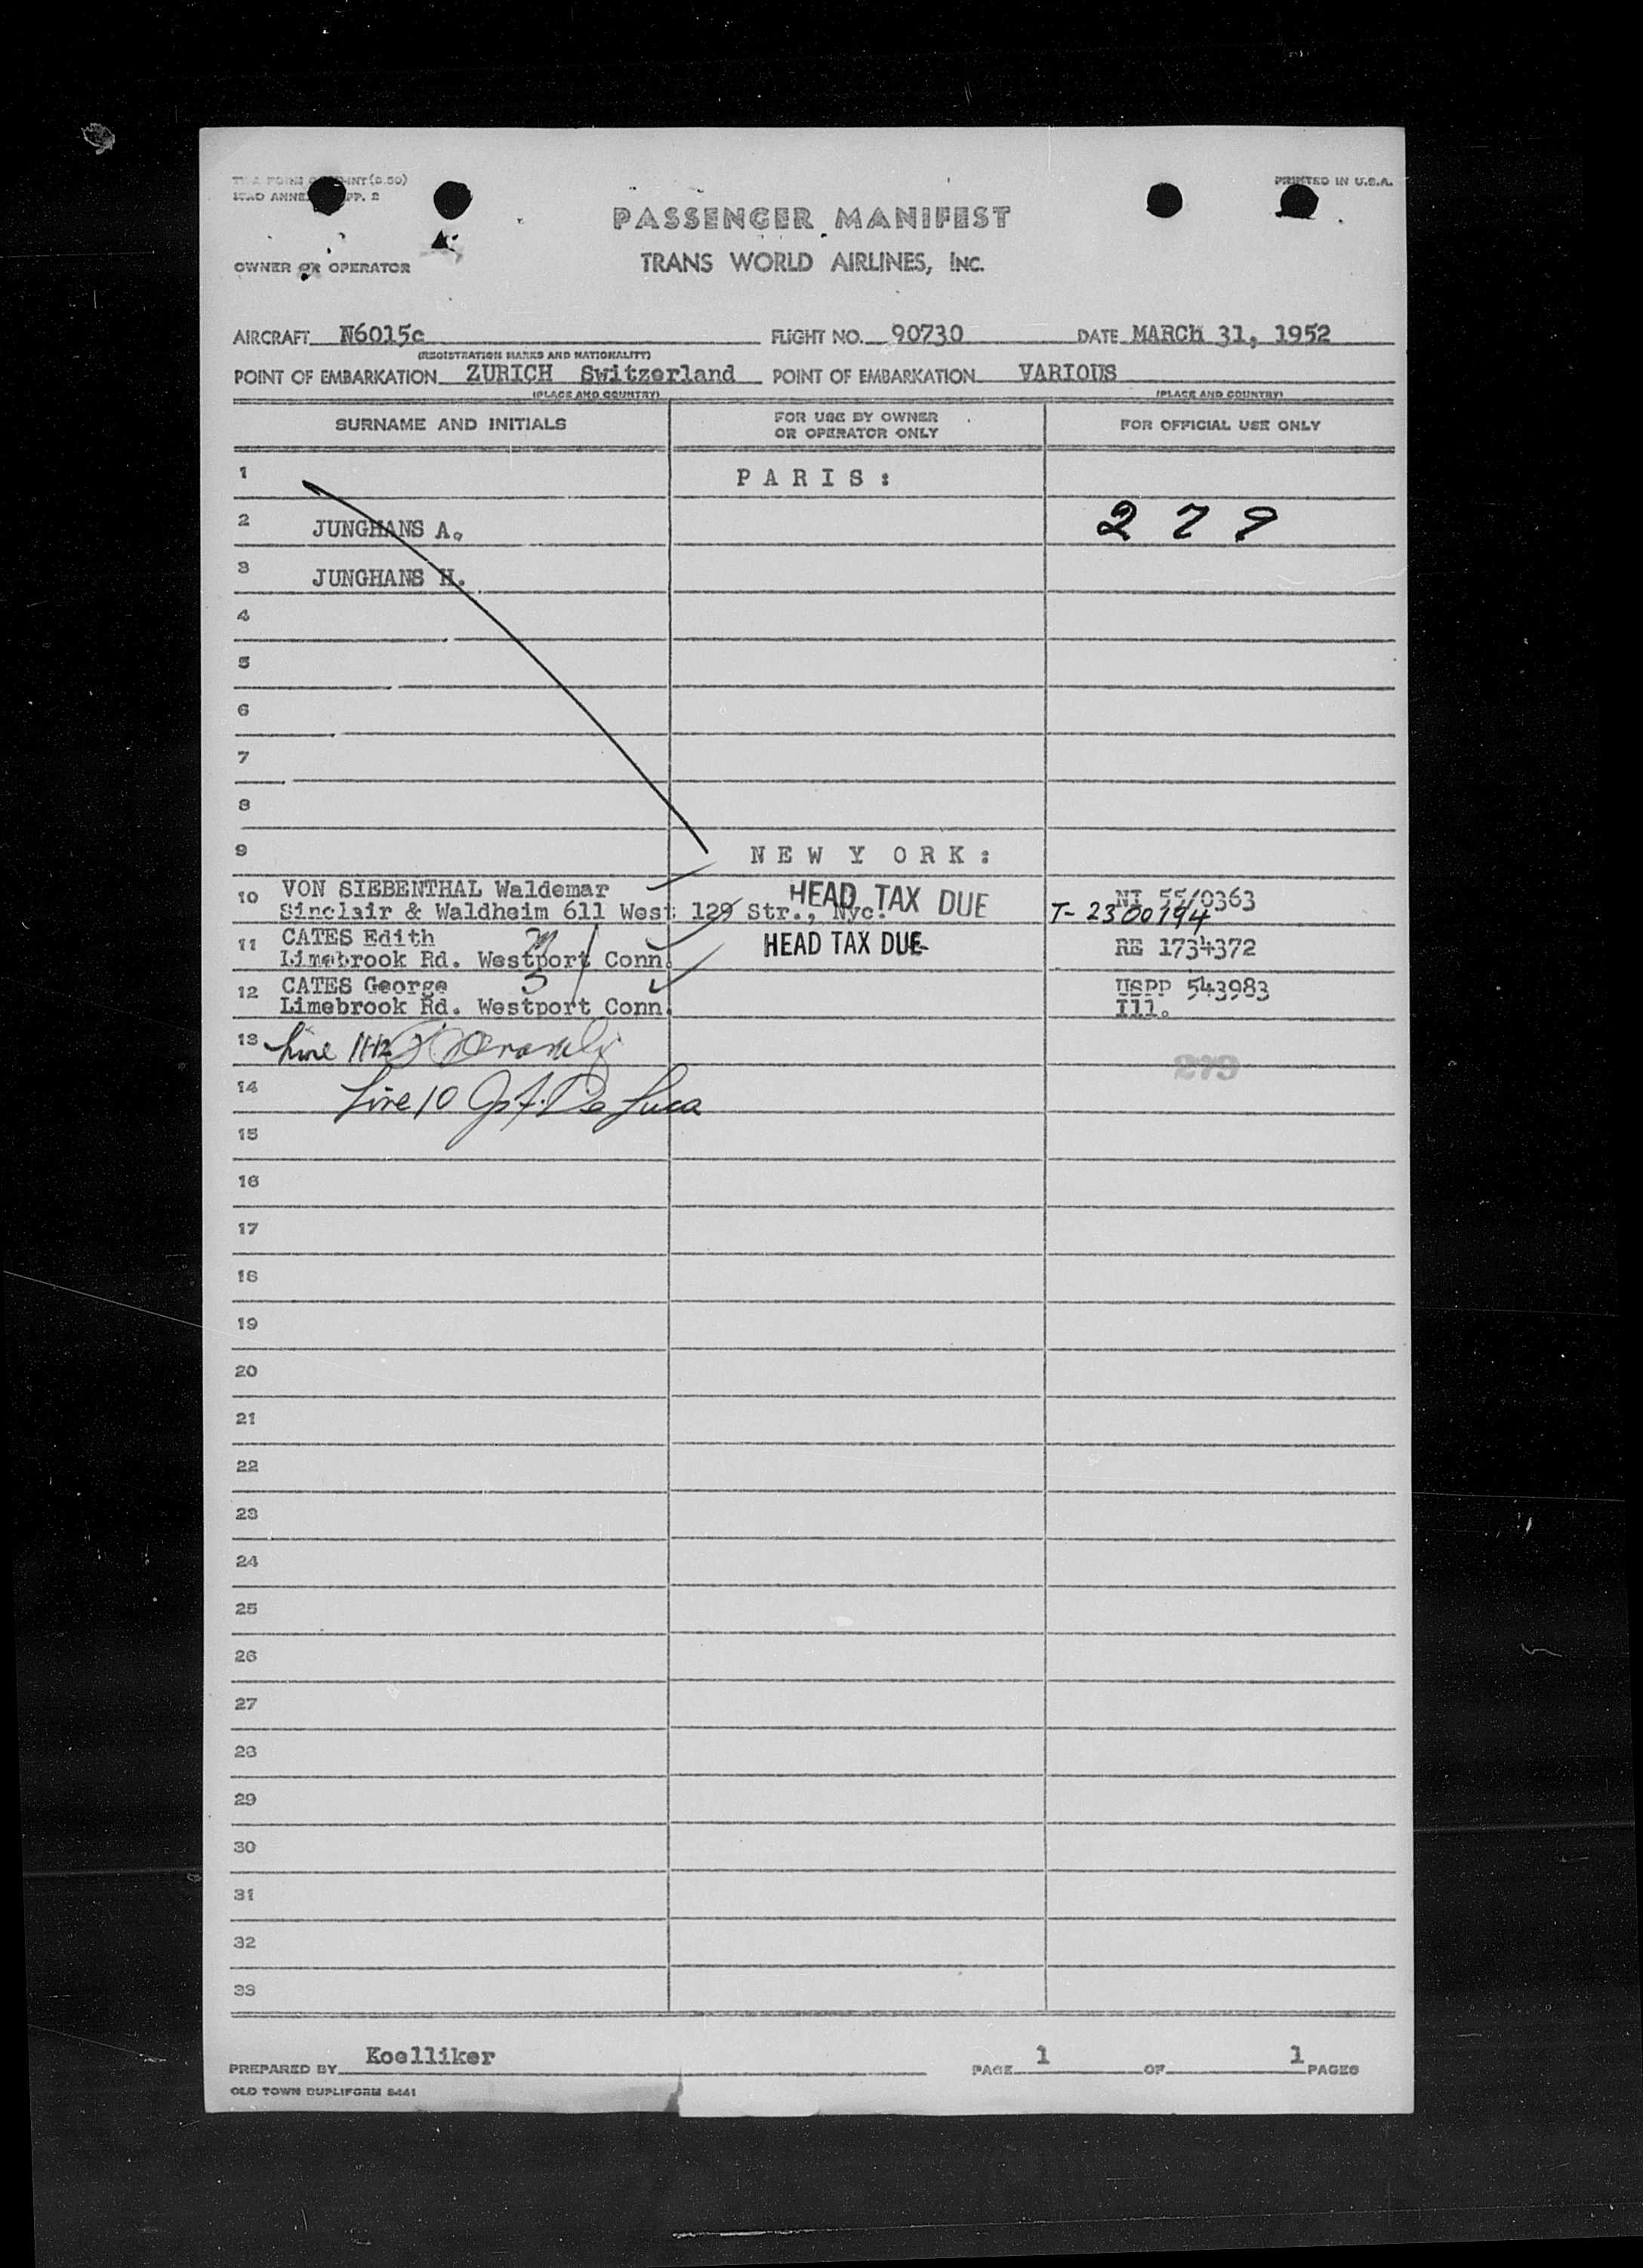 PRINTED IN U.S.A.
PASSENGER MANIFEST
OWNER OR OPERATOR
TRANS WORLD AIRLINES, INC.
AIRCRAFT N6015c FLIGHT NO. 90730 DATE MARCH 31, 1952
(REGISTRATION MARKS AND NATIONALITY)
POINT OF EMBARKATION ZURICH Switzerland POINT OF EMBARKATION VARIOUS
(PLACE AND COUNTRY) (PLACE AND COUNTRY)
SURNAME AND INITIALS FOR USE BY OWNER OR OPERATOR ONLY FOR OFFICIAL USE ONLY
1 PARIS:
2 JUNGHANS A. 279
3 JUNGHANS H.
4
5
6
7
8
9 NEW YORK:
10 VON SIEBENTHAL Waldemar HEAD TAX DUE NI 55/0363
Sinclair & Waldheim 611 West 129 Str., Nyc. T-2300194
11 CATES Edith HEAD TAX DUE RE 1734372
Limebrook Rd. Westport Conn.
12 CATES George USPP 543983
Limebrook Rd. Westport Conn. Ill.
13 Line 11-12 279
14 Line 10 De Luca
15
16
17
18
19
20
21
22
23
24
25
26
27
28
29
30
31
32
33
PREPARED BY Koelliker PAGE 1 OF 1 PAGES
OLD TOWN DUPLIFORM 8441